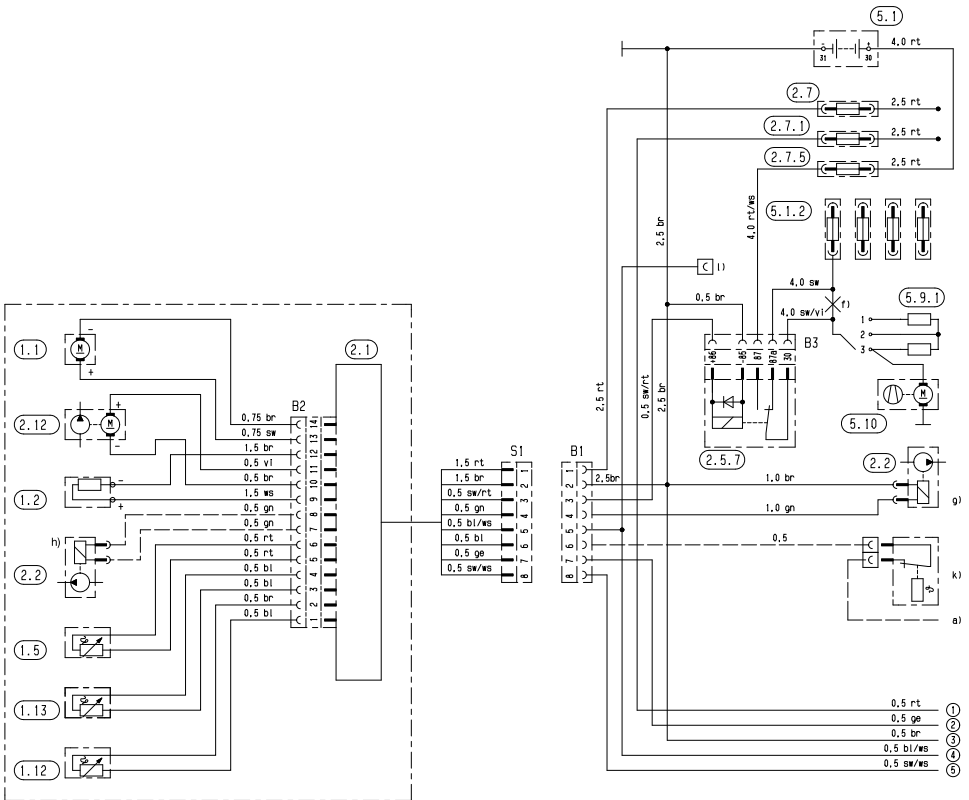 5.1
- +
31 30
4.0 rt
2.7
2.5 rt
2.7.1
2.5 rt
2.7.5
2.5 rt
5.1.2
2.5 br
4.0 rt/ws
l)
4.0 sw
0.5 br
f)
4.0 sw/vi
5.9.1
1
2
3
B3
+86
-85
87
87a
30
M
5.10
2.5.7
2.5 rt
0.5 sw/rt
2.5 br
1.1
-
M
+
2.1
2.12
+
M
-
1.2
-
+
h)
2.2
1.5
1.13
1.12
B2
0.75 br 14
0.75 sw 13
1.5 br 12
0.5 vi 11
0.5 br 10
1.5 ws 9
0.5 gn 8
0.5 gn 7
0.5 rt 6
0.5 rt 5
0.5 bl 4
0.5 bl 3
0.5 br 2
0.5 bl 1
S1
1.5 rt 1
1.5 br 2
0.5 sw/rt 3
0.5 gn 4
0.5 bl/ws 5
0.5 bl 6
0.5 ge 7
0.5 sw/ws 8
B1
1
2 2.5br
3
4
5
6
7
8
2.2
1.0 br
g)
1.0 gn
0.5
k)
a)
0.5 rt 1
0.5 ge 2
0.5 br 3
0.5 bl/ws 4
0.5 sw/ws 5